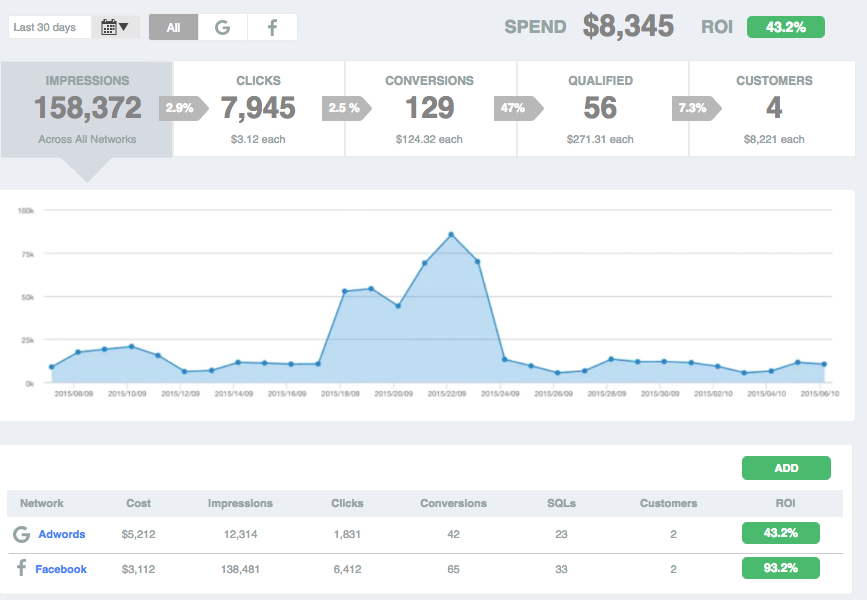 Last 30 days All G f SPEND $8,345 ROI 43.2%
IMPRESSIONS CLICKS CONVERSIONS QUALIFIED CUSTOMERS
158,372 2.9% 7,945 2.5 % 129 47% 56 7.3% 4
Across All Networks $3.12 each $124.32 each $271.31 each $8,221 each
100k
75k
50k
25k
0k
2015/08/09 2015/10/09 2015/12/09 2015/14/09 2015/16/09 2015/18/09 2015/20/09 2015/22/09 2015/24/09 2015/26/09 2015/28/09 2015/30/09 2015/02/10 2015/04/10 2015/06/10
ADD
Network Cost Impressions Clicks Conversions SQLs Customers ROI
G Adwords $5,212 12,314 1,831 42 23 2 43.2%
f Facebook $3,112 138,481 6,412 65 33 2 93.2%